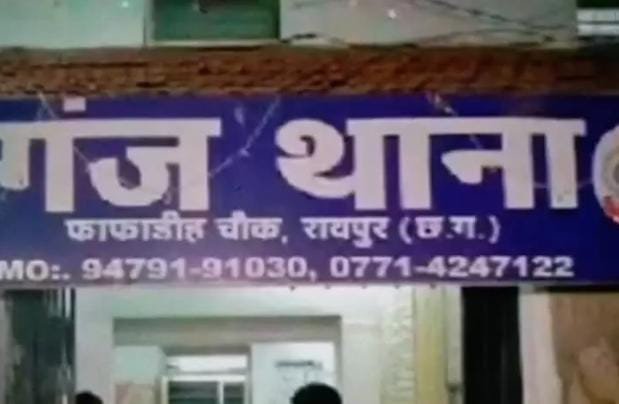 गंज थाना
फाफाडीह चौक, रायपुर (छ.ग.)
MO:. 94791-91030, 0771-4247122